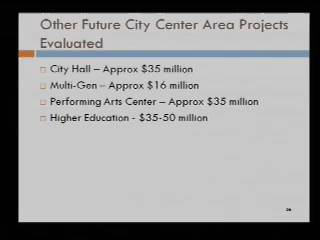 Other Future City Center Area Projects
Evaluated
City Hall – Approx $35 million
Multi-Gen – Approx $16 million
Performing Arts Center – Approx $35 million
Higher Education - $35-50 million